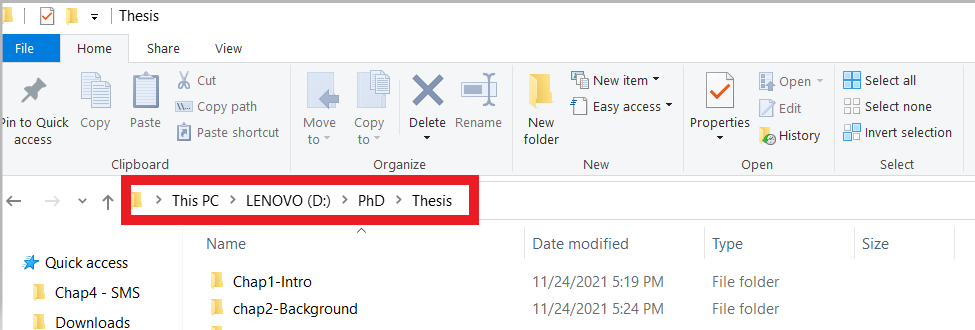 Thesis
File Home Share View
Pin to Quick access
Copy
Paste
Cut
Copy path
Paste shortcut
Clipboard
Move to
Copy to
Delete
Rename
Organize
New folder
New item
Easy access
New
Properties
Open
Edit
History
Open
Select all
Select none
Invert selection
Select
This PC > LENOVO (D:) > PhD > Thesis
Name Date modified Type Size
Quick access
Chap4 - SMS
Downloads
Chap1-Intro 11/24/2021 5:19 PM File folder
chap2-Background 11/24/2021 5:24 PM File folder